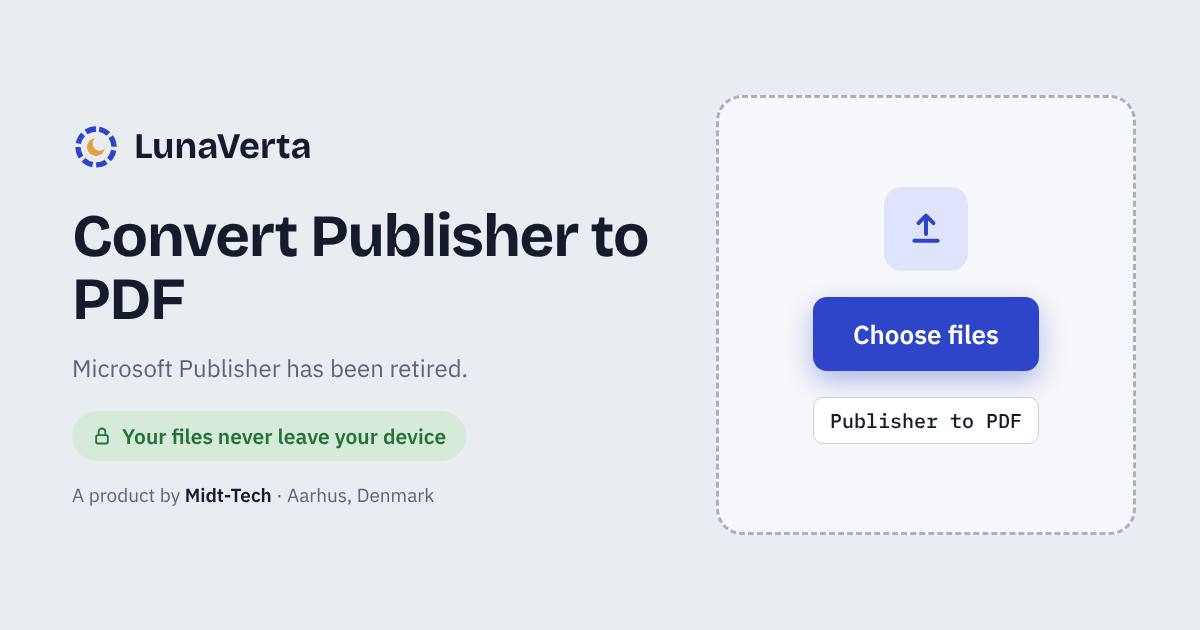 LunaVerta
Convert Publisher to
PDF
Microsoft Publisher has been retired.
Your files never leave your device
A product by Midt-Tech · Aarhus, Denmark
Choose files
Publisher to PDF